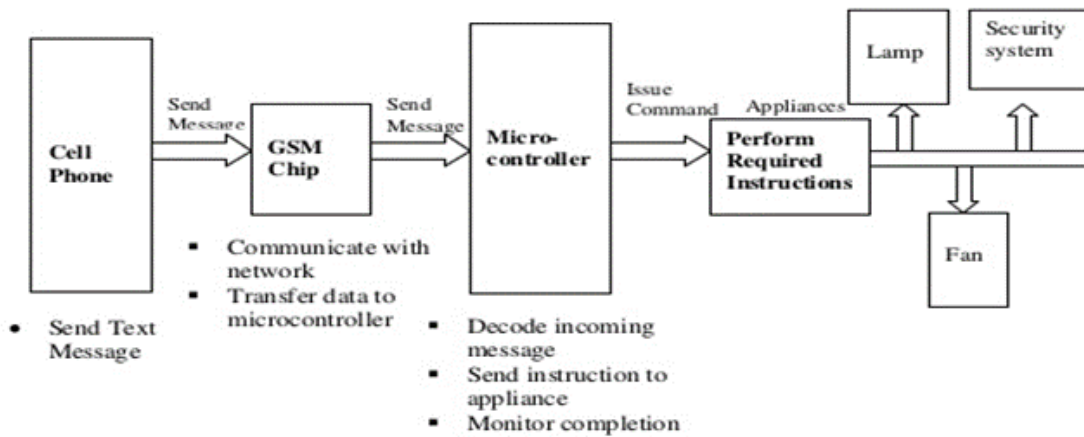 Cell
Phone
Send
Message
GSM
Chip
Send
Message
Micro-
controller
Issue
Command
Appliances
Perform
Required
Instructions
Lamp
Security
system
Fan
• Send Text
Message
▪ Communicate with
network
▪ Transfer data to
microcontroller
▪ Decode incoming
message
▪ Send instruction to
appliance
▪ Monitor completion